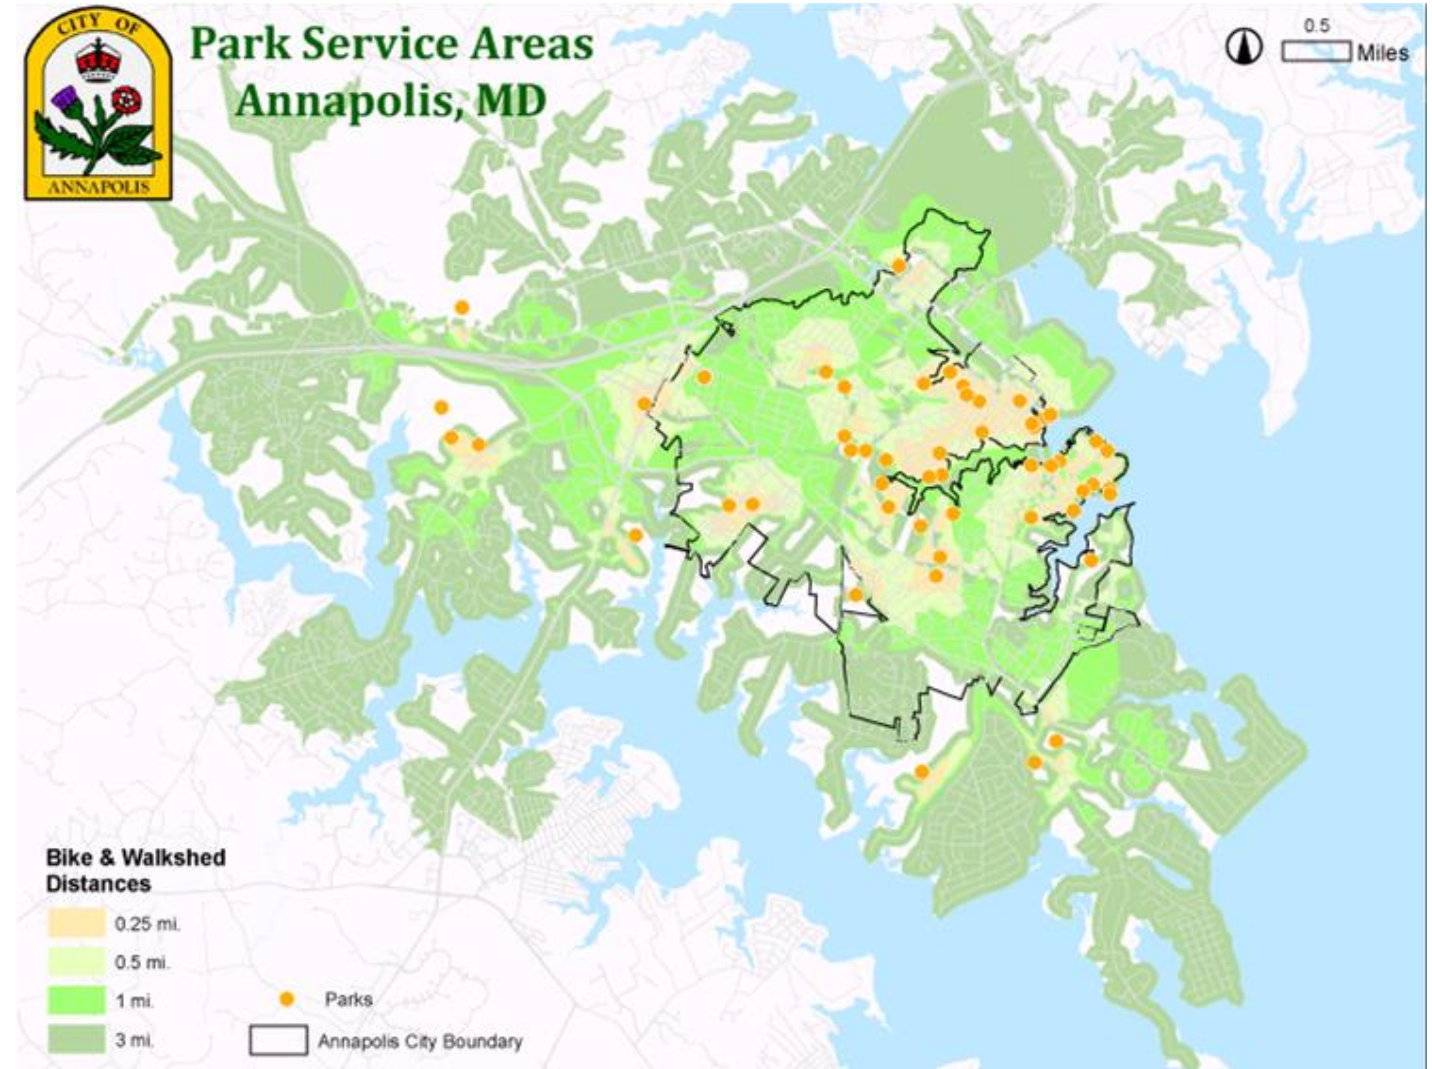 CITY OF
ANNAPOLIS
Park Service Areas
Annapolis, MD
0.5
Miles
Bike & Walkshed
Distances
0.25 mi.
0.5 mi.
1 mi.
3 mi.
Parks
Annapolis City Boundary